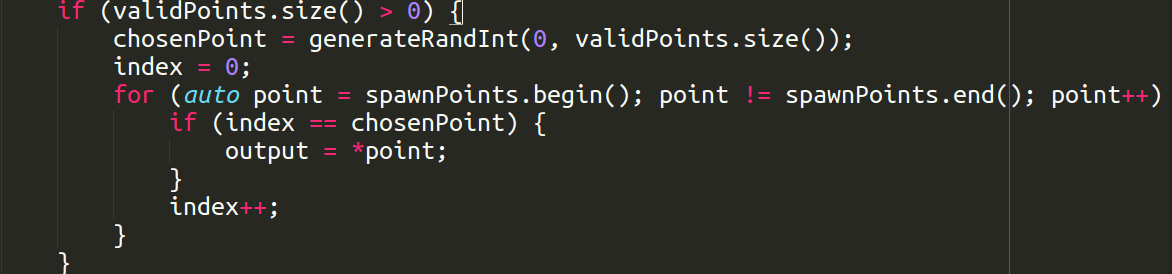 if (validPoints.size() > 0) {
chosenPoint = generateRandInt(0, validPoints.size());
index = 0;
for (auto point = spawnPoints.begin(); point != spawnPoints.end(); point++)
if (index == chosenPoint) {
output = *point;
}
index++;
}
}